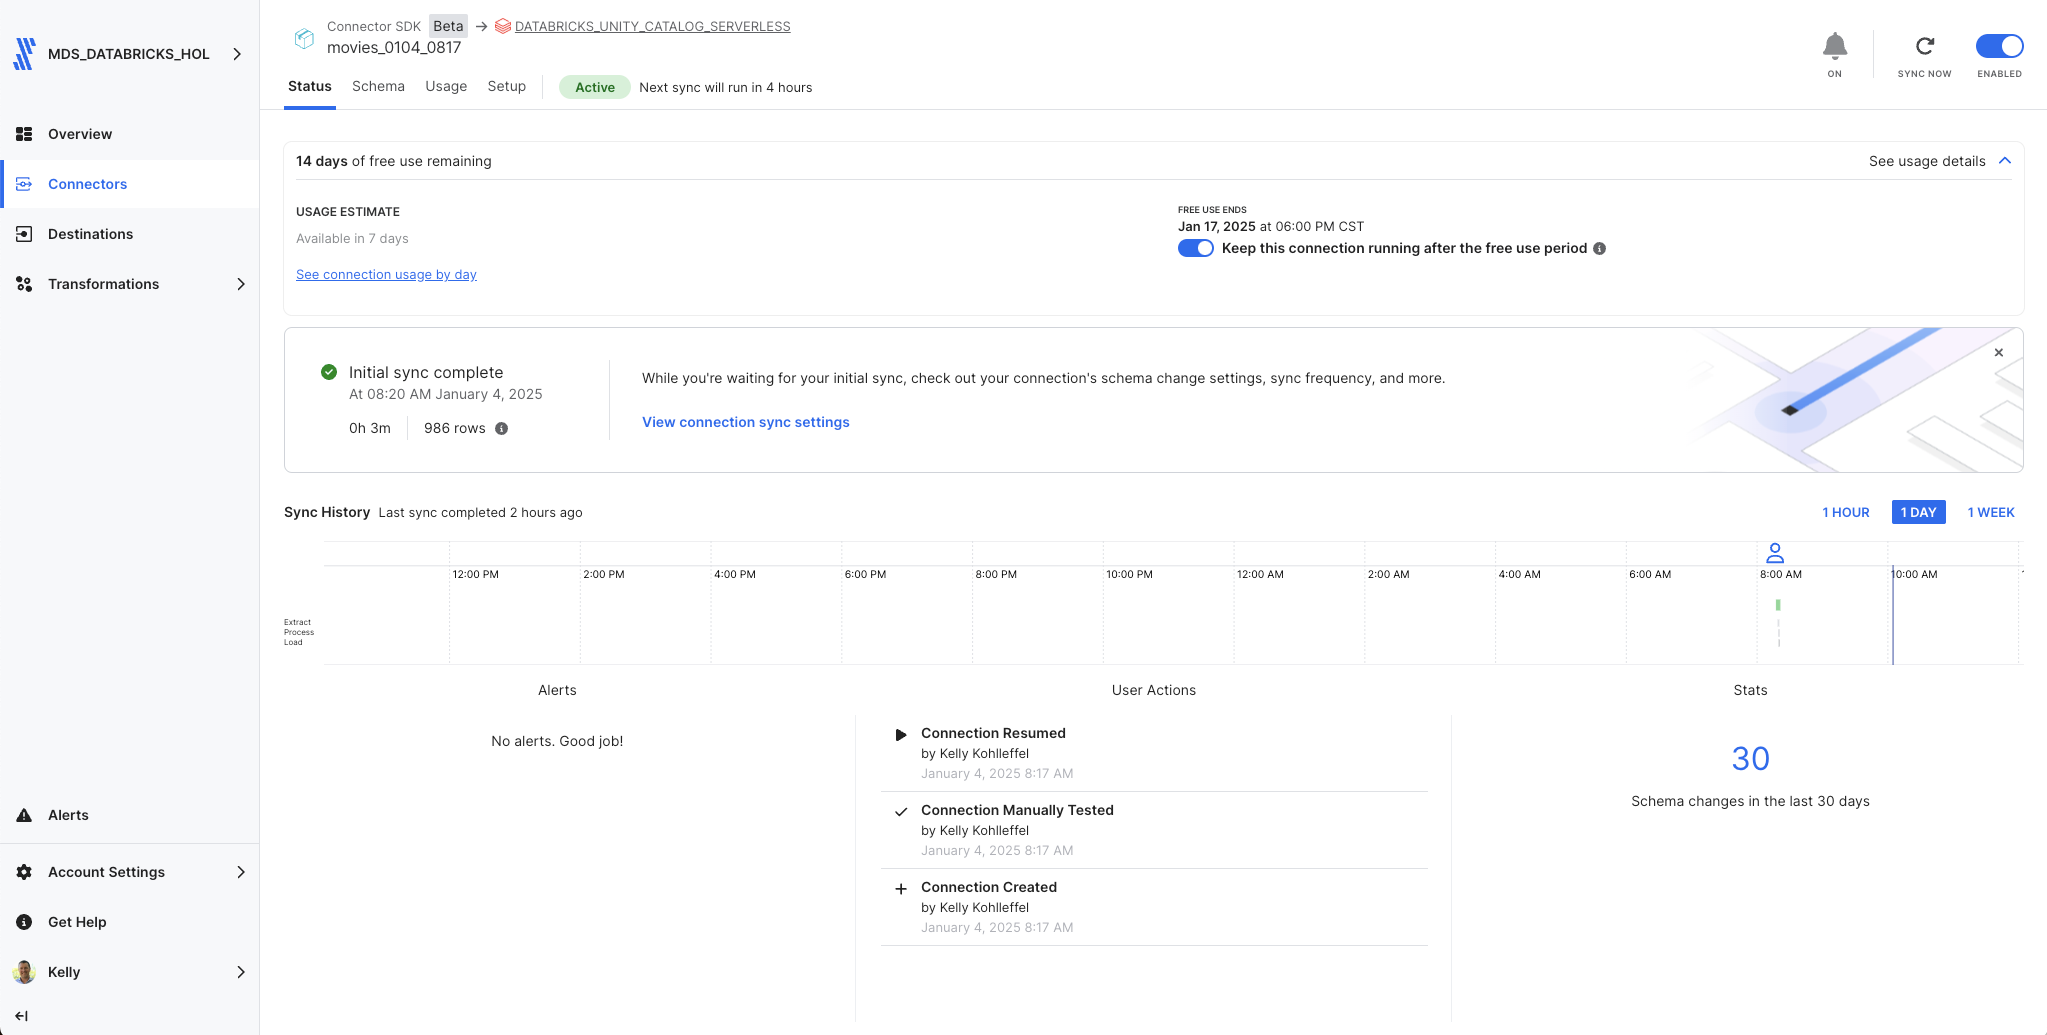 MDS_DATABRICKS_HOL
Overview
Connectors
Destinations
Transformations
Alerts
Account Settings
Get Help
Kelly
Connector SDK Beta → DATABRICKS_UNITY_CATALOG_SERVERLESS
movies_0104_0817
ON
SYNC NOW
ENABLED
Status Schema Usage Setup Active Next sync will run in 4 hours
14 days of free use remaining
See usage details
USAGE ESTIMATE
Available in 7 days
See connection usage by day
FREE USE ENDS
Jan 17, 2025 at 06:00 PM CST
Keep this connection running after the free use period
Initial sync complete
At 08:20 AM January 4, 2025
0h 3m 986 rows
While you're waiting for your initial sync, check out your connection's schema change settings, sync frequency, and more.
View connection sync settings
Sync History Last sync completed 2 hours ago
1 HOUR 1 DAY 1 WEEK
12:00 PM 2:00 PM 4:00 PM 6:00 PM 8:00 PM 10:00 PM 12:00 AM 2:00 AM 4:00 AM 6:00 AM 8:00 AM 10:00 AM
Extract
Process
Load
Alerts
No alerts. Good job!
User Actions
Connection Resumed
by Kelly Kohlleffel
January 4, 2025 8:17 AM
Connection Manually Tested
by Kelly Kohlleffel
January 4, 2025 8:17 AM
Connection Created
by Kelly Kohlleffel
January 4, 2025 8:17 AM
Stats
30
Schema changes in the last 30 days